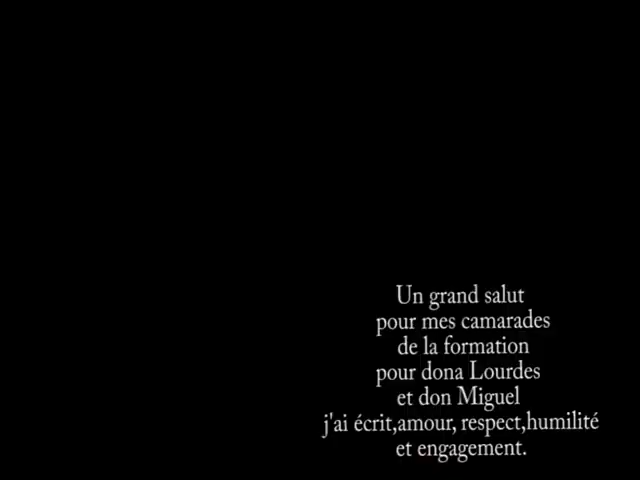 Un grand salut
pour mes camarades
de la formation
pour dona Lourdes
et don Miguel
j'ai écrit,amour, respect,humilité
et engagement.